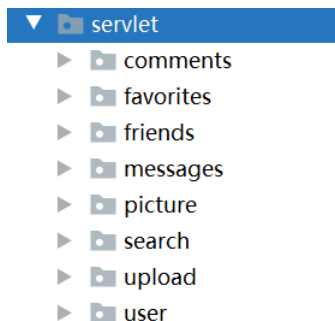 servlet
comments
favorites
friends
messages
picture
search
upload
user